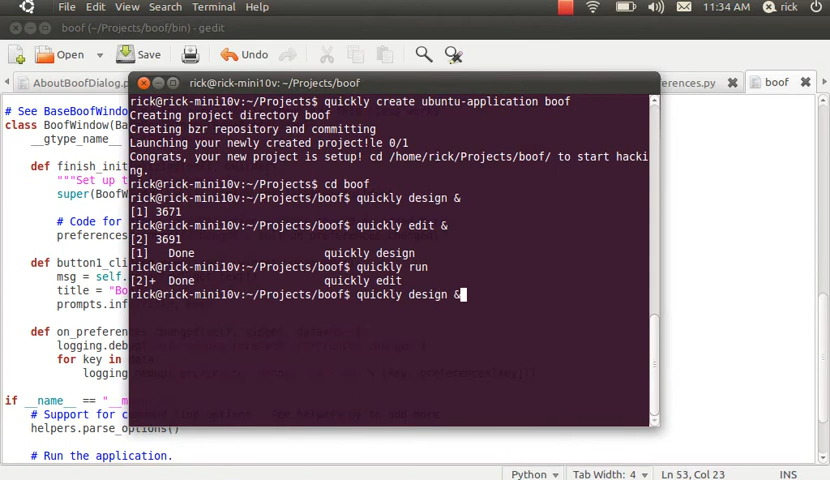 File Edit View Search Terminal Help 11:34 AM rick
boof (~/Projects/boof/bin) - gedit
Open Save Undo
AboutBoofDialog.p
erences.py boof
rick@rick-mini10v: ~/Projects/boof
rick@rick-mini10v:~/Projects$ quickly create ubuntu-application boof
Creating project directory boof
Creating bzr repository and committing
Launching your newly created project!le 0/1
Congrats, your new project is setup! cd /home/rick/Projects/boof/ to start hacki
ng.
rick@rick-mini10v:~/Projects$ cd boof
rick@rick-mini10v:~/Projects/boof$ quickly design &
[1] 3671
rick@rick-mini10v:~/Projects/boof$ quickly edit &
[2] 3691
[1] Done quickly design
rick@rick-mini10v:~/Projects/boof$ quickly run
[2]+ Done quickly edit
rick@rick-mini10v:~/Projects/boof$ quickly design &
# See BaseBoofWindow
class BoofWindow(Ba
__gtype_name__
def finish_init
"""Set up t
super(BoofW
# Code for
preferences
def button1_cli
msg = self.
title = "Bo
prompts.inf
def on_preferences
logging.debug
for key in data
logging
if __name__ == "__m
# Support for
helpers.parse_options()
# Run the application.
Python Tab Width: 4 Ln 53, Col 23 INS